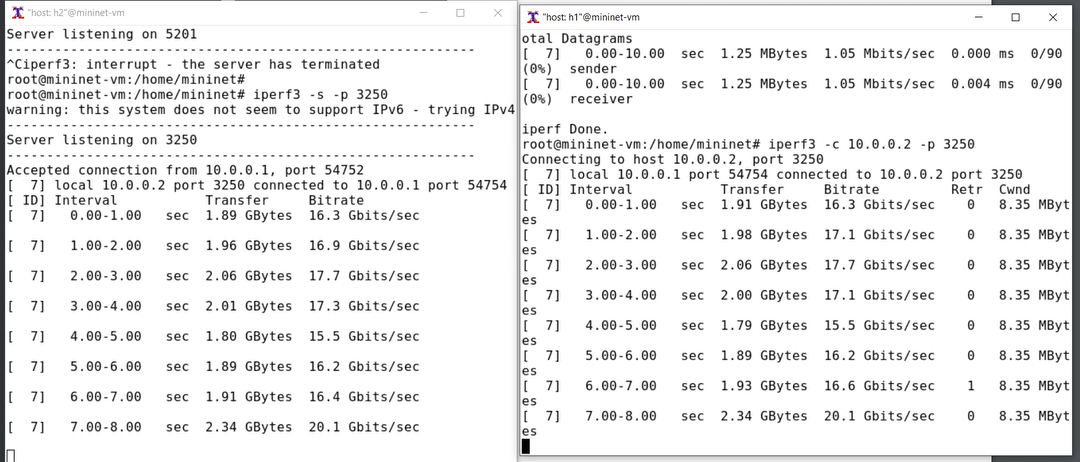 "host: h2"@mininet-vm
Server listening on 5201
-----------------------------------------------------------
^Ciperf3: interrupt - the server has terminated
root@mininet-vm:/home/mininet#
root@mininet-vm:/home/mininet# iperf3 -s -p 3250
warning: this system does not seem to support IPv6 - trying IPv4
-----------------------------------------------------------
Server listening on 3250
-----------------------------------------------------------
Accepted connection from 10.0.0.1, port 54752
[  7] local 10.0.0.2 port 3250 connected to 10.0.0.1 port 54754
[ ID] Interval           Transfer     Bitrate
[  7]   0.00-1.00   sec  1.89 GBytes  16.3 Gbits/sec
[  7]   1.00-2.00   sec  1.96 GBytes  16.9 Gbits/sec
[  7]   2.00-3.00   sec  2.06 GBytes  17.7 Gbits/sec
[  7]   3.00-4.00   sec  2.01 GBytes  17.3 Gbits/sec
[  7]   4.00-5.00   sec  1.80 GBytes  15.5 Gbits/sec
[  7]   5.00-6.00   sec  1.89 GBytes  16.2 Gbits/sec
[  7]   6.00-7.00   sec  1.91 GBytes  16.4 Gbits/sec
[  7]   7.00-8.00   sec  2.34 GBytes  20.1 Gbits/sec
"host: h1"@mininet-vm
otal Datagrams
[  7]   0.00-10.00  sec  1.25 MBytes  1.05 Mbits/sec  0.000 ms  0/90
(0%)  sender
[  7]   0.00-10.00  sec  1.25 MBytes  1.05 Mbits/sec  0.004 ms  0/90
(0%)  receiver
iperf Done.
root@mininet-vm:/home/mininet# iperf3 -c 10.0.0.2 -p 3250
Connecting to host 10.0.0.2, port 3250
[  7] local 10.0.0.1 port 54754 connected to 10.0.0.2 port 3250
[ ID] Interval           Transfer     Bitrate         Retr  Cwnd
[  7]   0.00-1.00   sec  1.91 GBytes  16.3 Gbits/sec    0   8.35 MByt
es
[  7]   1.00-2.00   sec  1.98 GBytes  17.1 Gbits/sec    0   8.35 MByt
es
[  7]   2.00-3.00   sec  2.06 GBytes  17.7 Gbits/sec    0   8.35 MByt
es
[  7]   3.00-4.00   sec  2.00 GBytes  17.1 Gbits/sec    0   8.35 MByt
es
[  7]   4.00-5.00   sec  1.79 GBytes  15.5 Gbits/sec    0   8.35 MByt
es
[  7]   5.00-6.00   sec  1.89 GBytes  16.2 Gbits/sec    0   8.35 MByt
es
[  7]   6.00-7.00   sec  1.93 GBytes  16.6 Gbits/sec    1   8.35 MByt
es
[  7]   7.00-8.00   sec  2.34 GBytes  20.1 Gbits/sec    0   8.35 MByt
es